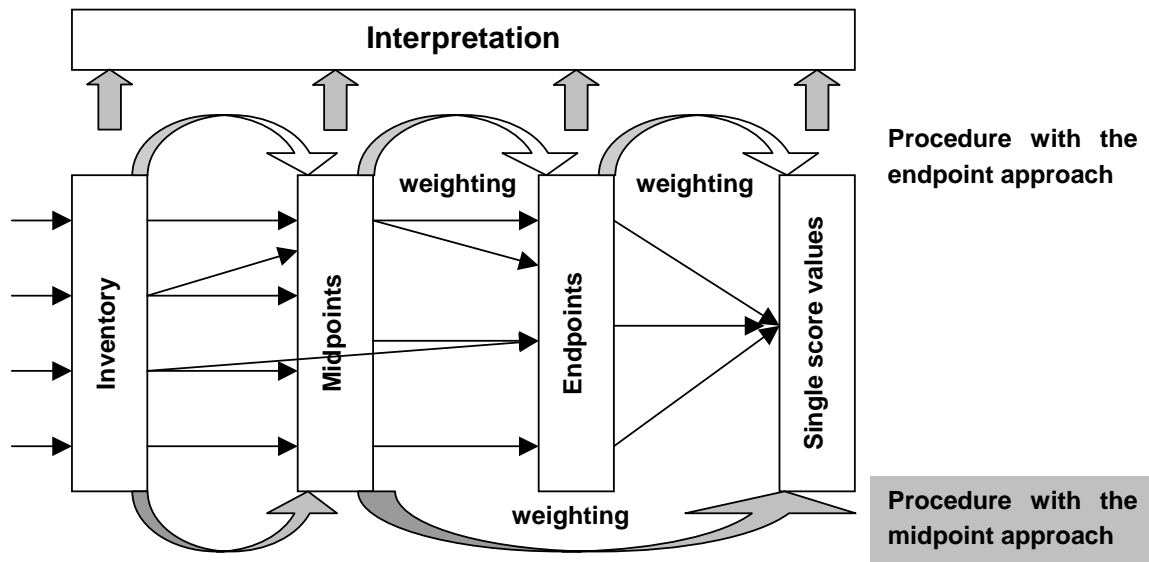 Interpretation
Procedure with the
endpoint approach
weighting
weighting
Inventory
Midpoints
Endpoints
Single score values
weighting
Procedure with the
midpoint approach